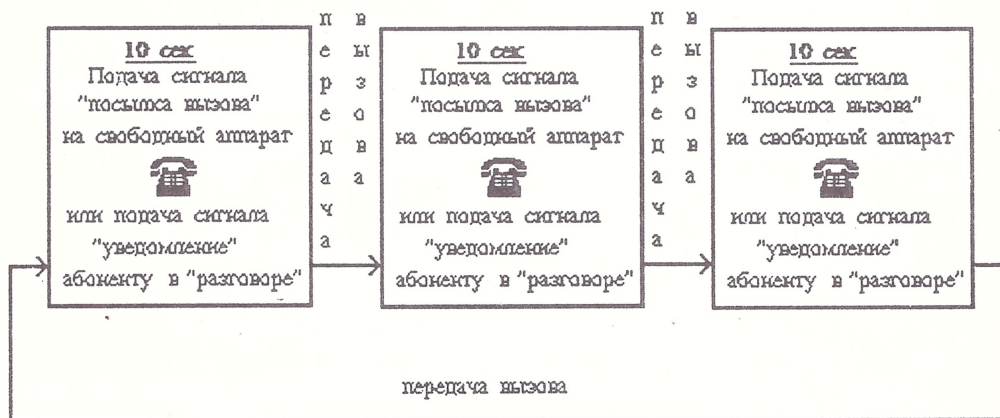 10 сек
Подача сигнала
"посылка вызова"
на свободный аппарат
или подача сигнала
"уведомление"
абоненту в "разговоре"
передача
вызова
10 сек
Подача сигнала
"посылка вызова"
на свободный аппарат
или подача сигнала
"уведомление"
абоненту в "разговоре"
передача
вызова
10 сек
Подача сигнала
"посылка вызова"
на свободный аппарат
или подача сигнала
"уведомление"
абоненту в "разговоре"
передача вызова